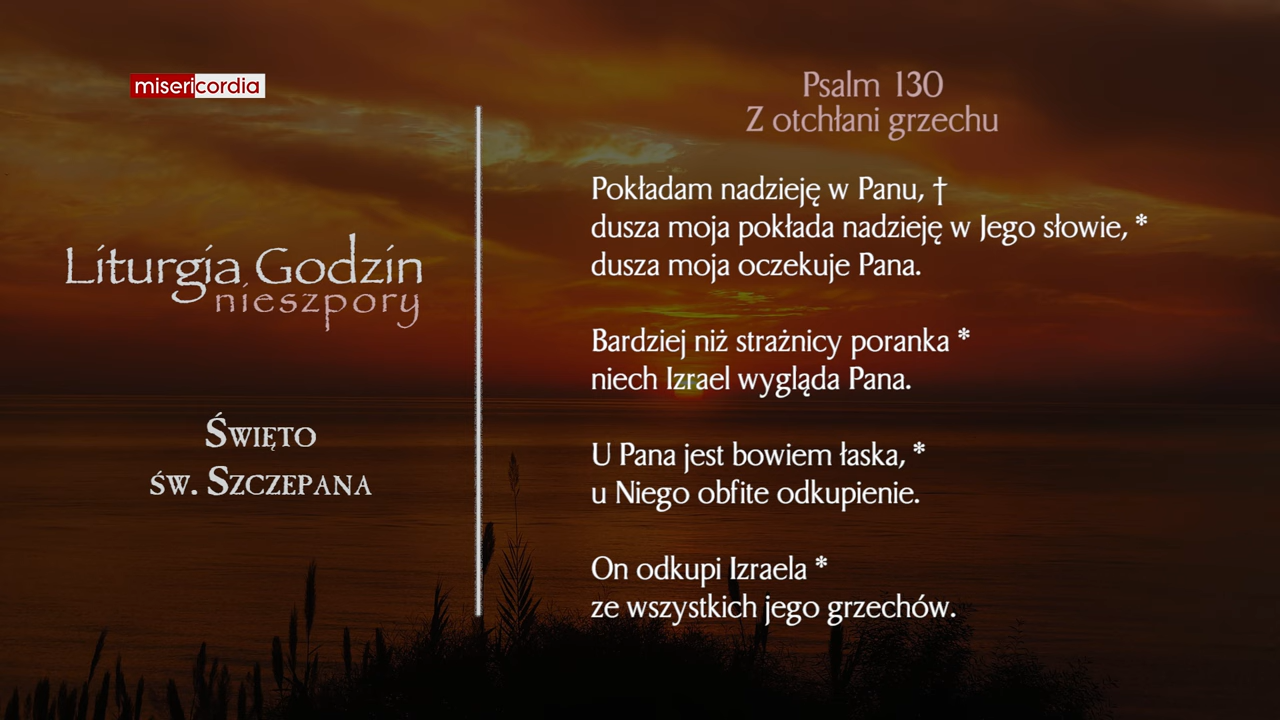 misericordia
Liturgia Godzin
nieszpory
Święto
św. Szczepana
Psalm 130
Z otchłani grzechu
Pokładam nadzieję w Panu, †
dusza moja pokłada nadzieję w Jego słowie, *
dusza moja oczekuje Pana.
Bardziej niż strażnicy poranka *
niech Izrael wygląda Pana.
U Pana jest bowiem łaska, *
u Niego obfite odkupienie.
On odkupi Izraela *
ze wszystkich jego grzechów.